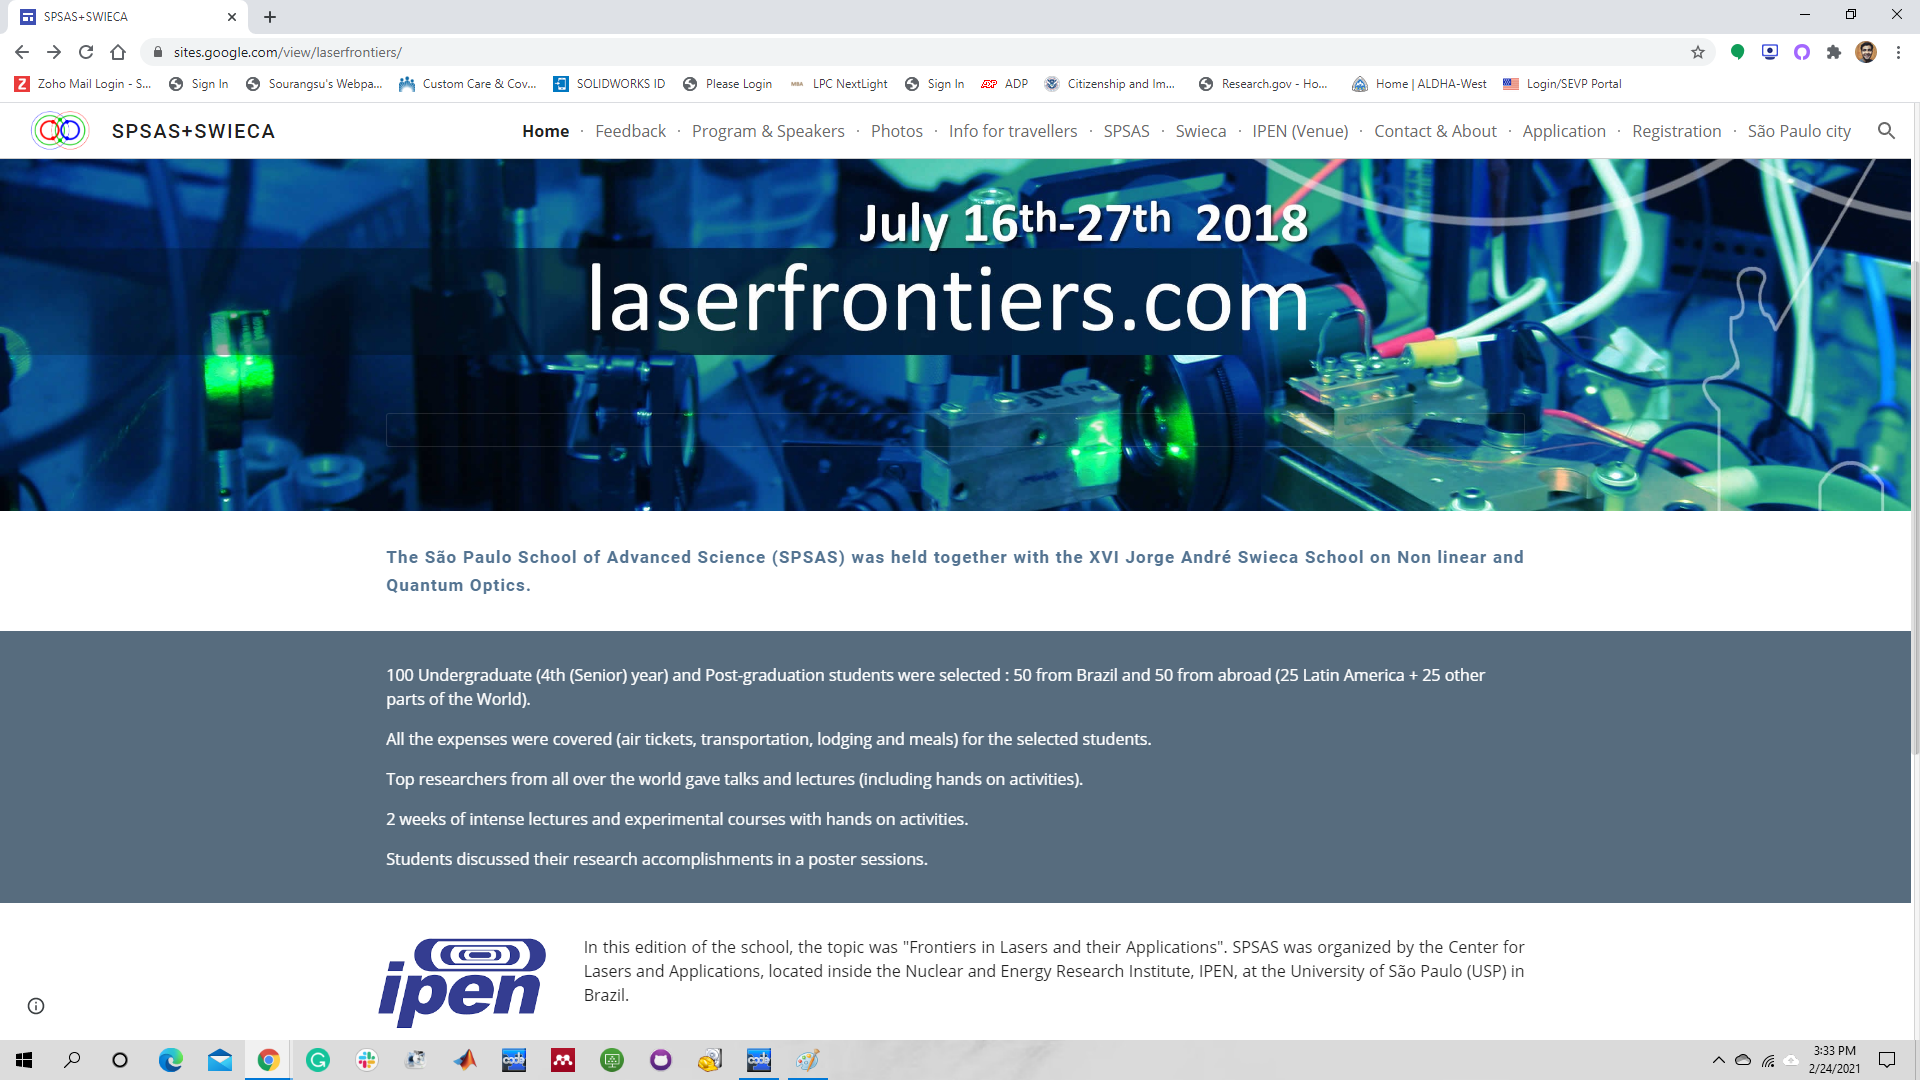 SPSAS+SWIECA
sites.google.com/view/laserfrontiers/
Zoho Mail Login - S... Sign In Sourangsu's Webpa... Custom Care & Cov... SOLIDWORKS ID Please Login MBA LPC NextLight Sign In ADP ADP Citizenship and Im... Research.gov - Ho... Home | ALDHA-West Login/SEVP Portal
SPSAS+SWIECA Home · Feedback · Program & Speakers · Photos · Info for travellers · SPSAS · Swieca · IPEN (Venue) · Contact & About · Application · Registration · São Paulo city
July 16th-27th 2018
laserfrontiers.com
The São Paulo School of Advanced Science (SPSAS) was held together with the XVI Jorge André Swieca School on Non linear and
Quantum Optics.
100 Undergraduate (4th (Senior) year) and Post-graduation students were selected : 50 from Brazil and 50 from abroad (25 Latin America + 25 other
parts of the World).
All the expenses were covered (air tickets, transportation, lodging and meals) for the selected students.
Top researchers from all over the world gave talks and lectures (including hands on activities).
2 weeks of intense lectures and experimental courses with hands on activities.
Students discussed their research accomplishments in a poster sessions.
ipen
In this edition of the school, the topic was "Frontiers in Lasers and their Applications". SPSAS was organized by the Center for
Lasers and Applications, located inside the Nuclear and Energy Research Institute, IPEN, at the University of São Paulo (USP) in
Brazil.
code code
3:33 PM
2/24/2021